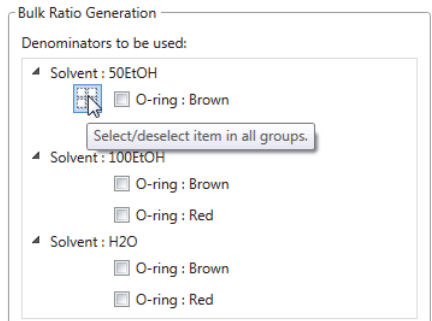 Bulk Ratio Generation
Denominators to be used:
Solvent : 50EtOH
O-ring : Brown
Select/deselect item in all groups.
Solvent : 100EtOH
O-ring : Brown
O-ring : Red
Solvent : H2O
O-ring : Brown
O-ring : Red